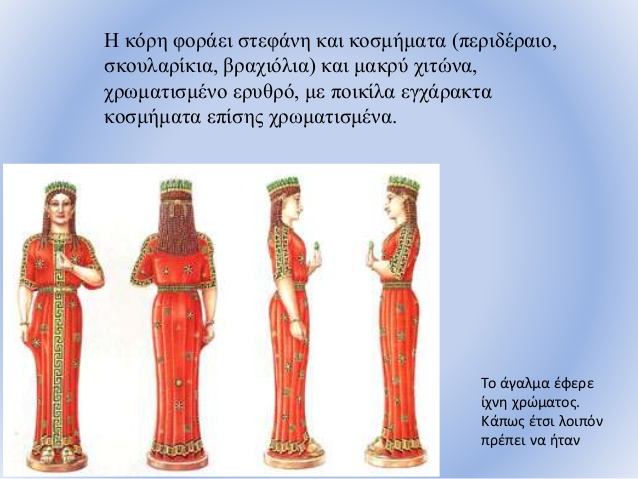 Η κόρη φοράει στεφάνη και κοσμήματα (περιδέραιο,
σκουλαρίκια, βραχιόλια) και μακρύ χιτώνα,
χρωματισμένο ερυθρό, με ποικίλα εγχάρακτα
κοσμήματα επίσης χρωματισμένα.
Το άγαλμα έφερε
ίχνη χρώματος.
Κάπως έτσι λοιπόν
πρέπει να ήταν